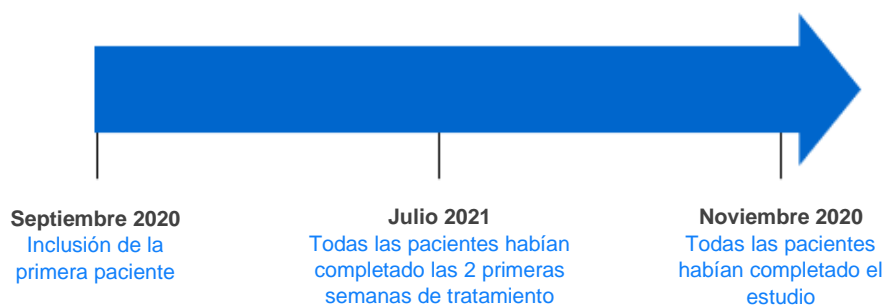 Septiembre 2020
Inclusión de la
primera paciente
Julio 2021
Todas las pacientes habían
completado las 2 primeras
semanas de tratamiento
Noviembre 2020
Todas las pacientes
habían completado el
estudio